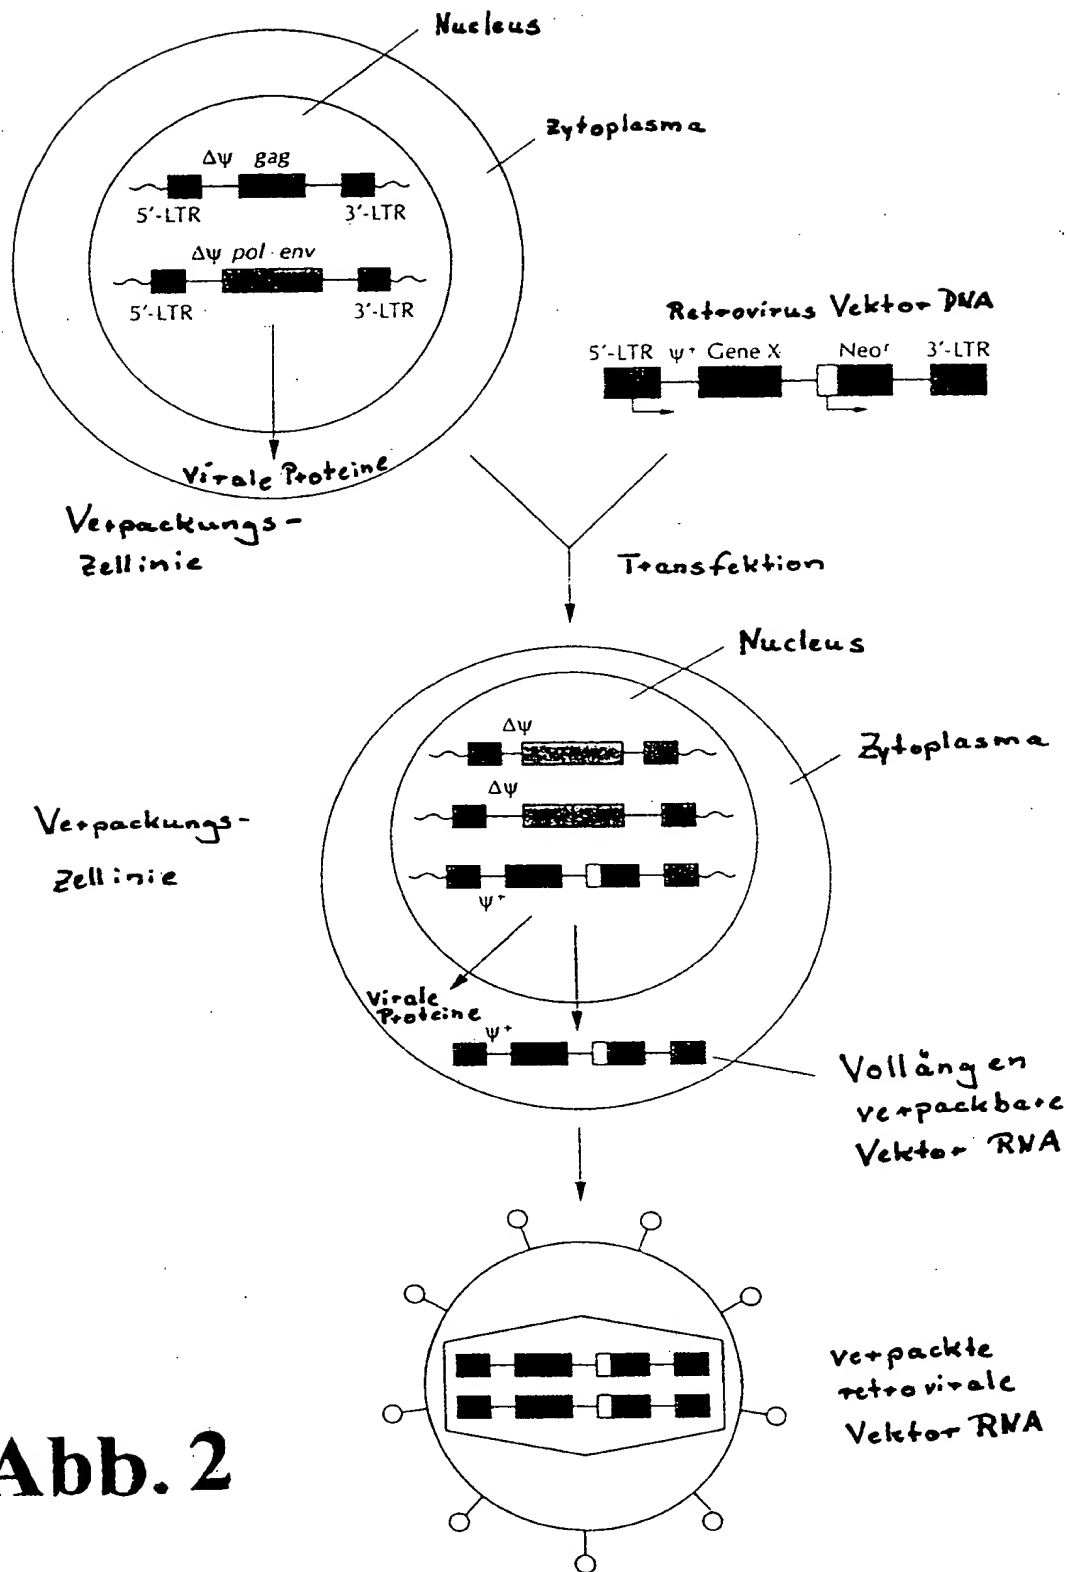 Nucleus
Zytoplasma
Δψ gag
5'-LTR 3'-LTR
Δψ pol · env
5'-LTR 3'-LTR
Virale Proteine
Verpackungs-
Zellinie
Retrovirus Vektor DNA
5'-LTR ψ+ Gene X Neor 3'-LTR
Transfektion
Nucleus
Zytoplasma
Δψ
Δψ
ψ+
Verpackungs-
Zellinie
Virale
Proteine
ψ+
Vollängen
verpackbare
Vektor RNA
verpackte
retrovirale
Vektor RNA
Abb. 2